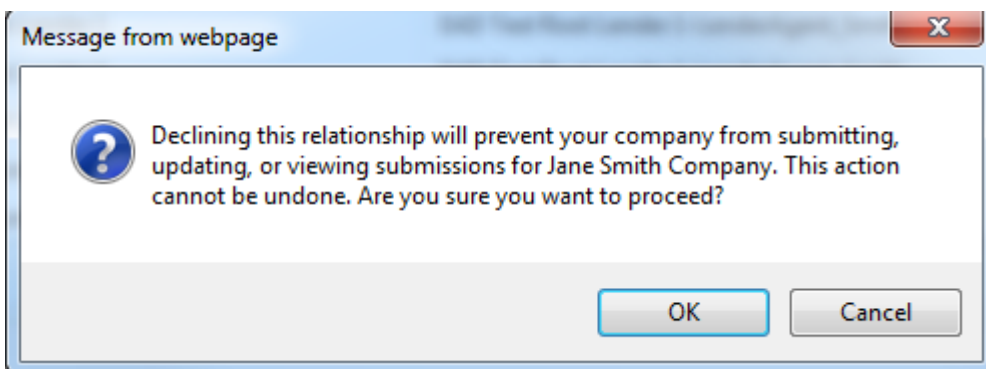 Message from webpage
Declining this relationship will prevent your company from submitting,
updating, or viewing submissions for Jane Smith Company. This action
cannot be undone. Are you sure you want to proceed?
OK
Cancel